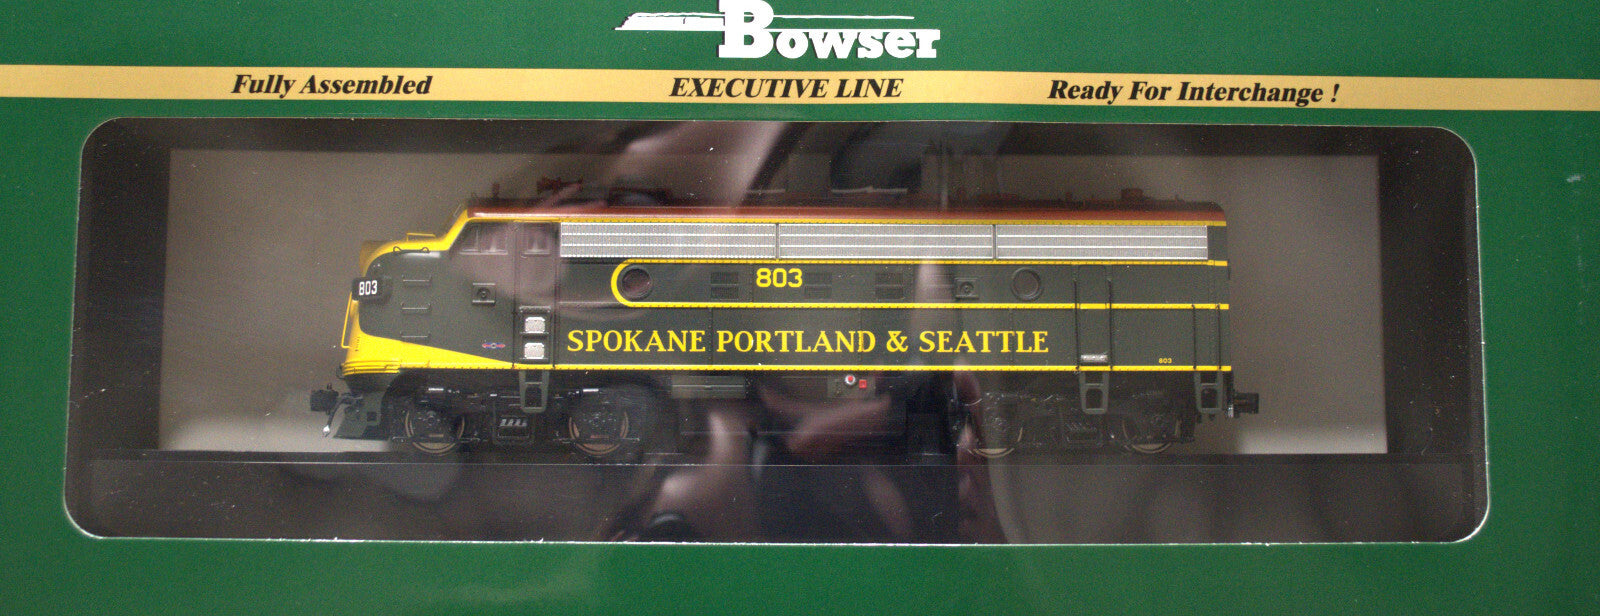 Bowser
Fully Assembled EXECUTIVE LINE Ready For Interchange !
803
803
SPOKANE PORTLAND & SEATTLE
803